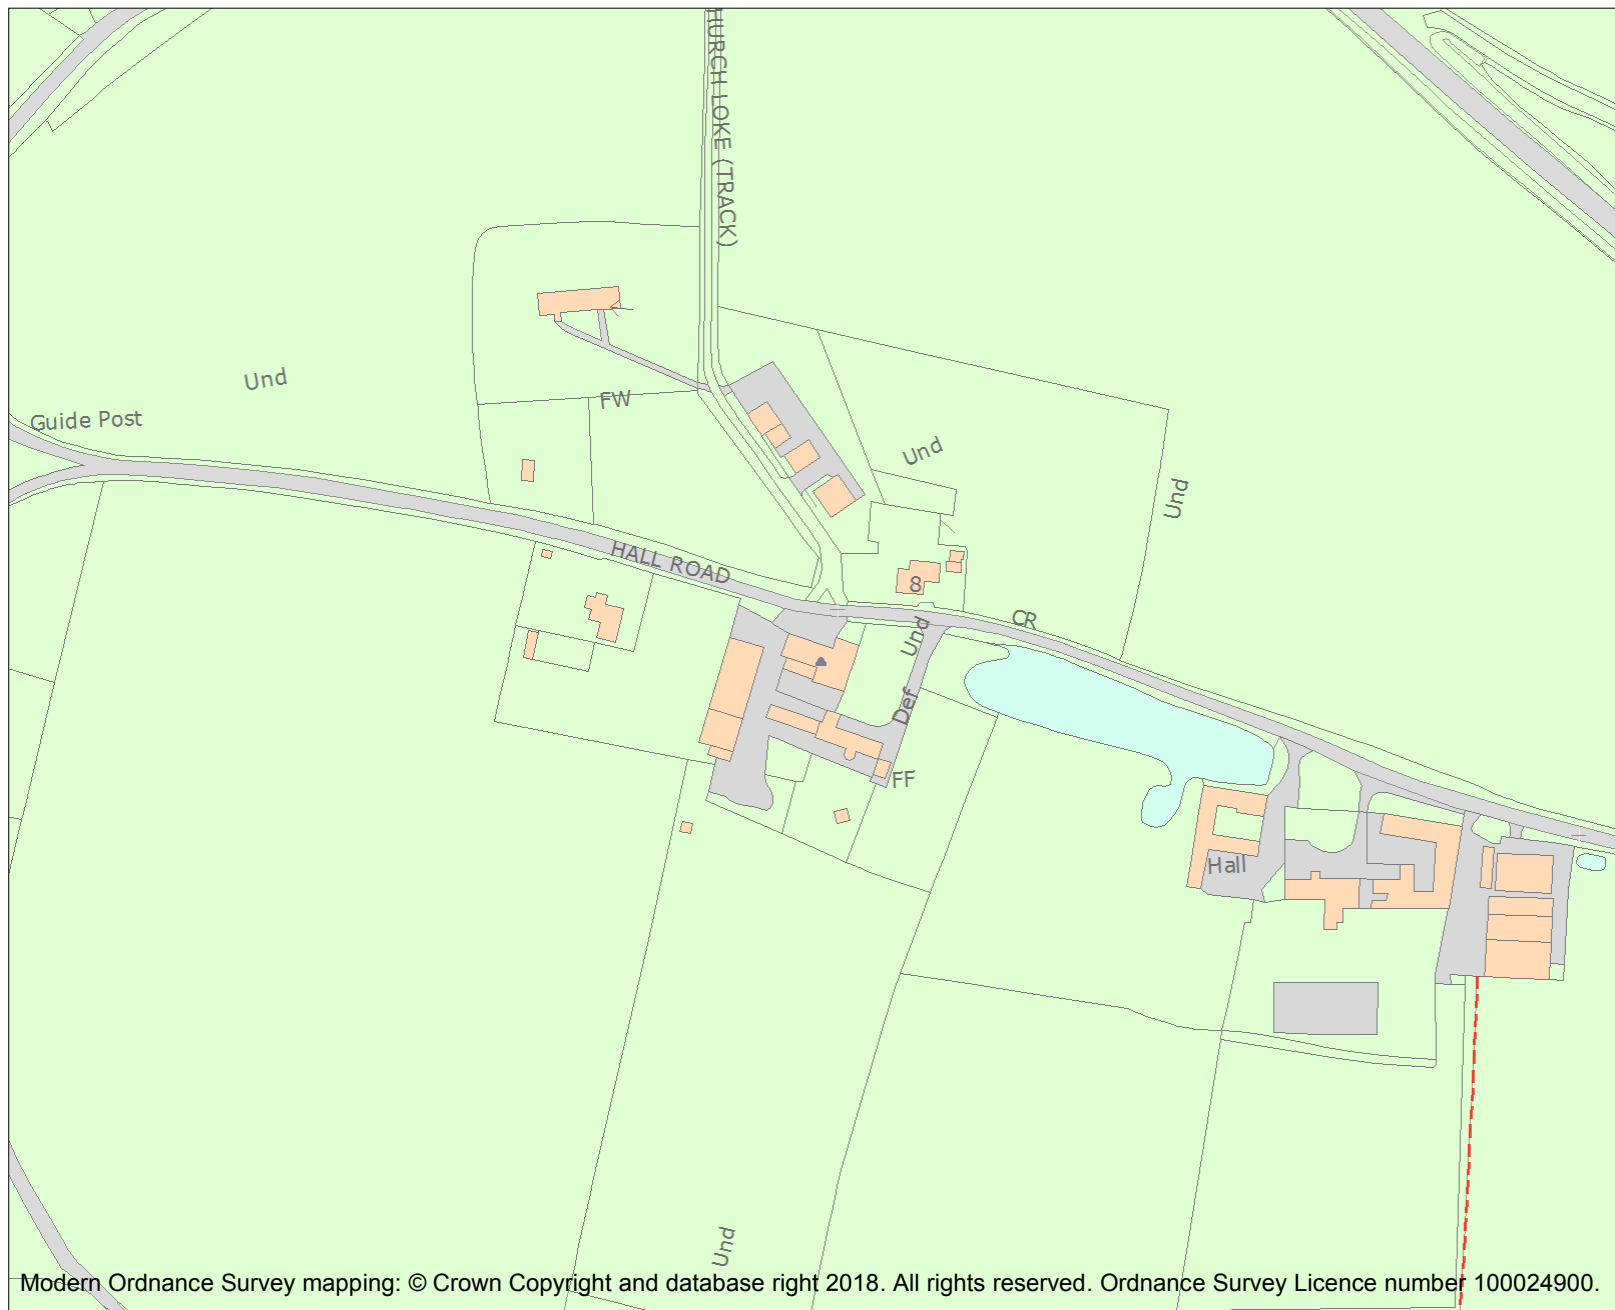 HURCH LOKE (TRACK)
Und
Guide Post
FW
Und
Und
HALL ROAD
8
CR
Und
Def
FF
Hall
Und
Modern Ordnance Survey mapping: © Crown Copyright and database right 2018. All rights reserved. Ordnance Survey Licence number 100024900.